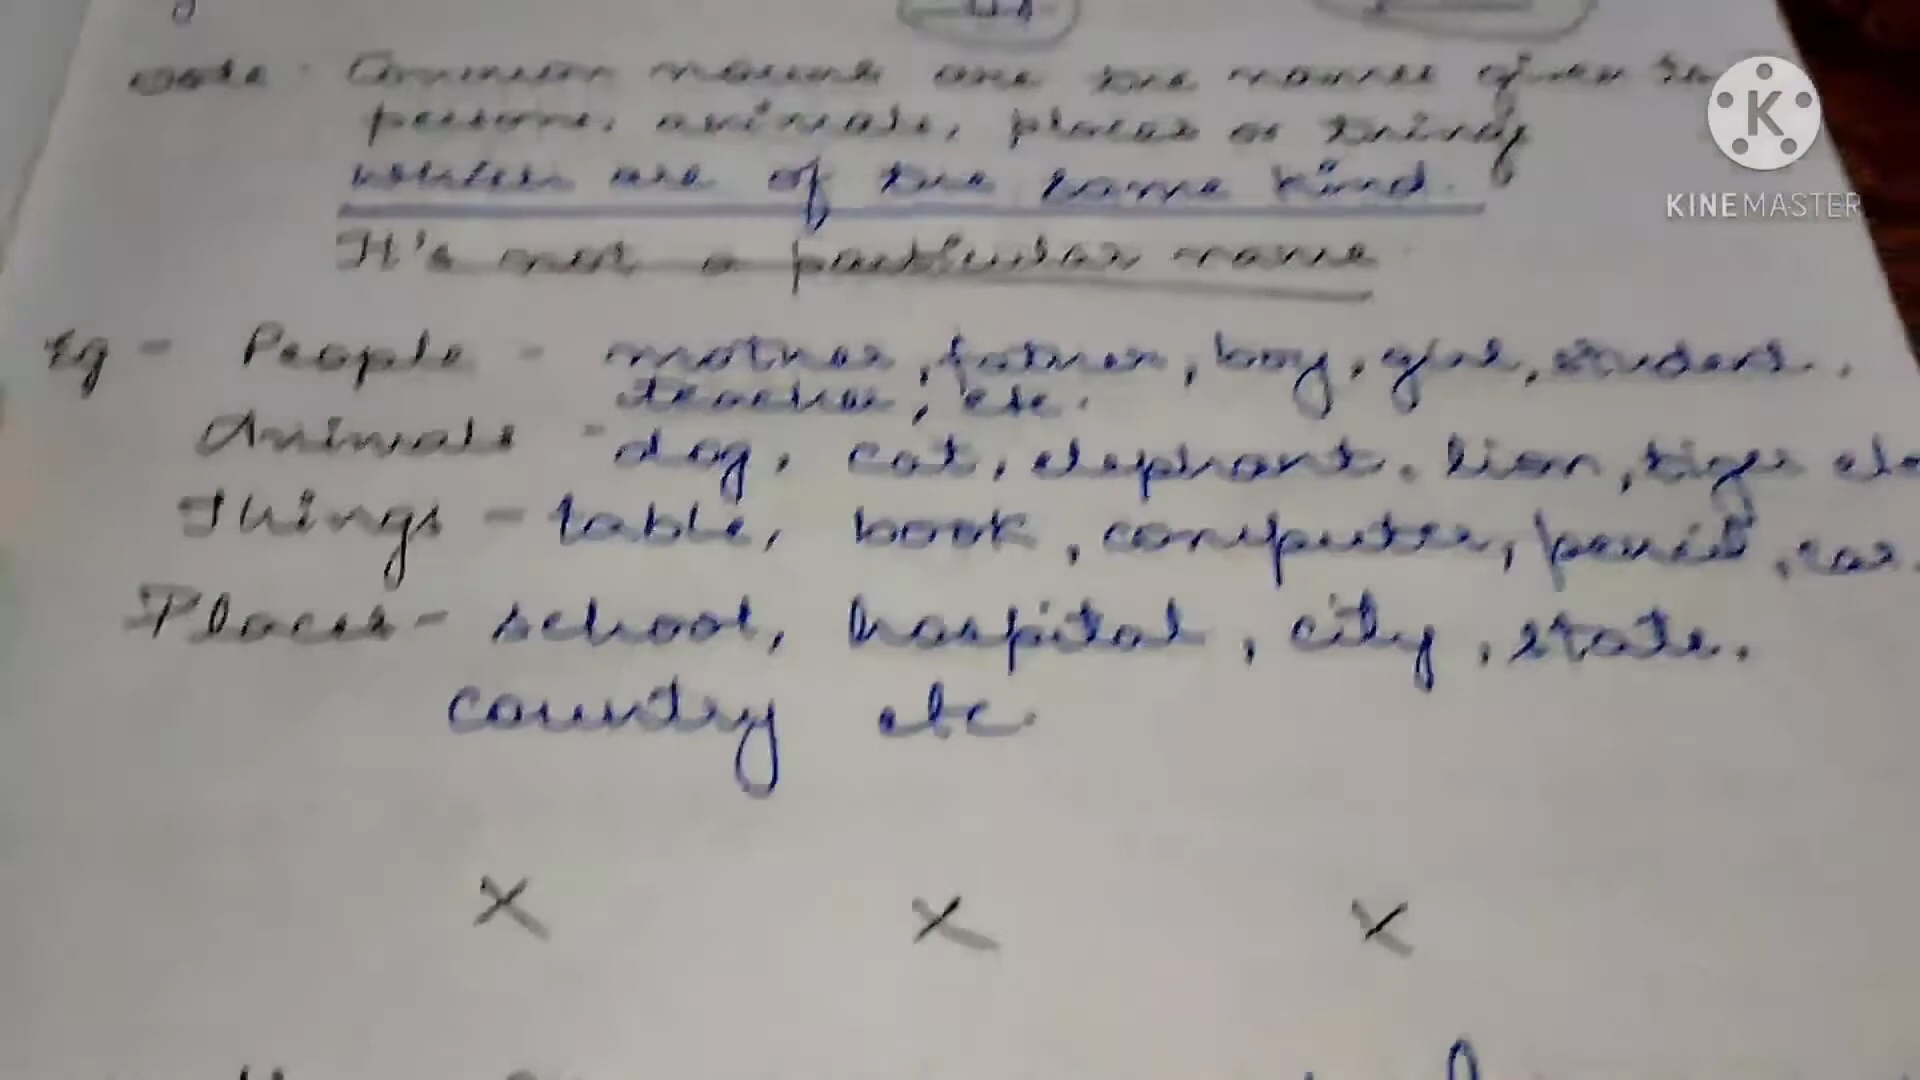 Note - Common nouns are the names given to
persons, animals, places or things
which are of the same kind.
It's not a particular name
Eg - People - mother, father, boy, girl, student,
teacher, etc.
Animals - dog, cat, elephant, lion, tiger etc
Things - table, book, computer, pencil, car.
Places - school, hospital, city, state,
country etc
K
KINEMASTER